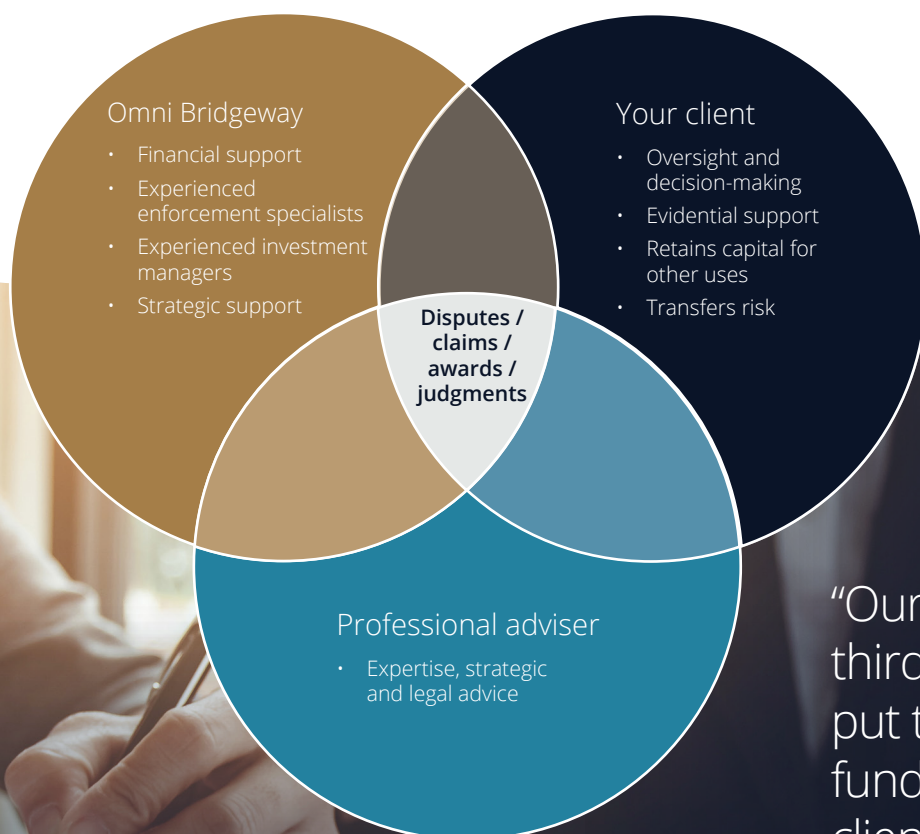 Omni Bridgeway
• Financial support
• Experienced
enforcement specialists
• Experienced investment
managers
• Strategic support
Your client
• Oversight and
decision-making
• Evidential support
• Retains capital for
other uses
• Transfers risk
Disputes /
claims /
awards /
judgments
Professional adviser
• Expertise, strategic
and legal advice
“Our
put t
fund